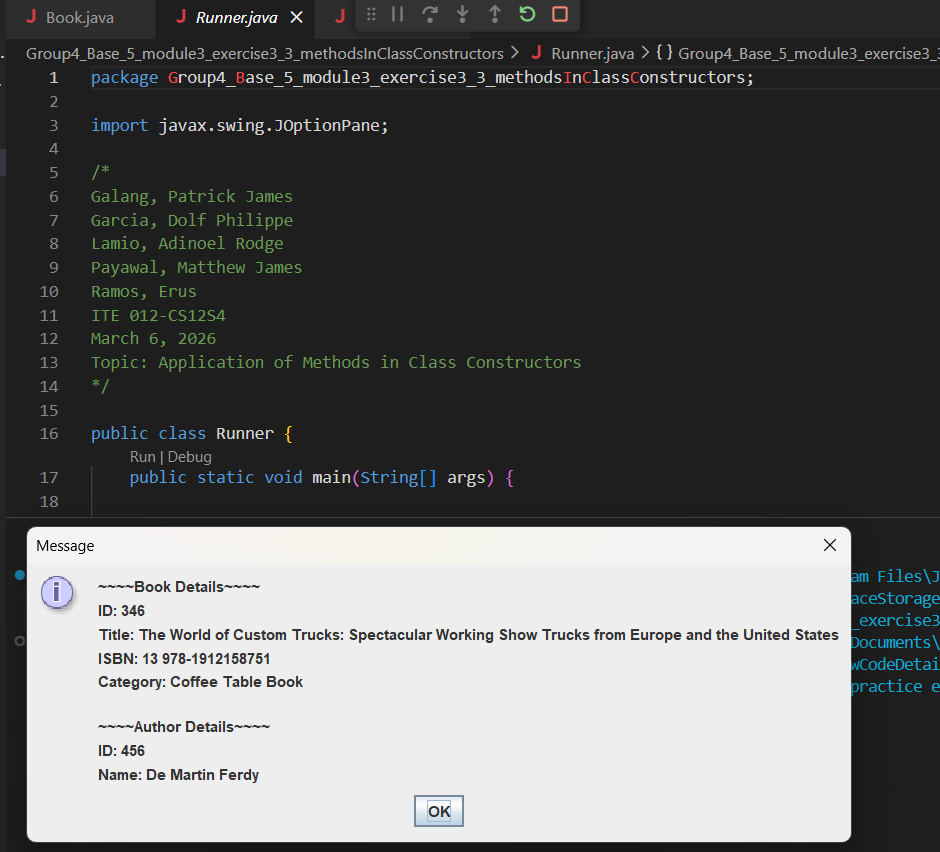 Book.java
Runner.java
Group4_Base_5_module3_exercise3_3_methodsInClassConstructors > Runner.java > {} Group4_Base_5_module3_exercise3_3
1 package Group4_Base_5_module3_exercise3_3_methodsInClassConstructors;
2
3 import javax.swing.JOptionPane;
4
5 /*
6 Galang, Patrick James
7 Garcia, Dolf Philippe
8 Lamio, Adinoel Rodge
9 Payawal, Matthew James
10 Ramos, Erus
11 ITE 012-CS12S4
12 March 6, 2026
13 Topic: Application of Methods in Class Constructors
14 */
15
16 public class Runner {
Run | Debug
17 public static void main(String[] args) {
18
Message
~~~~Book Details~~~~
ID: 346
Title: The World of Custom Trucks: Spectacular Working Show Trucks from Europe and the United States
ISBN: 13 978-1912158751
Category: Coffee Table Book
~~~~Author Details~~~~
ID: 456
Name: De Martin Ferdy
OK
am Files\J
aceStorage
_exercise3
Documents\
wCodeDetai
practice e